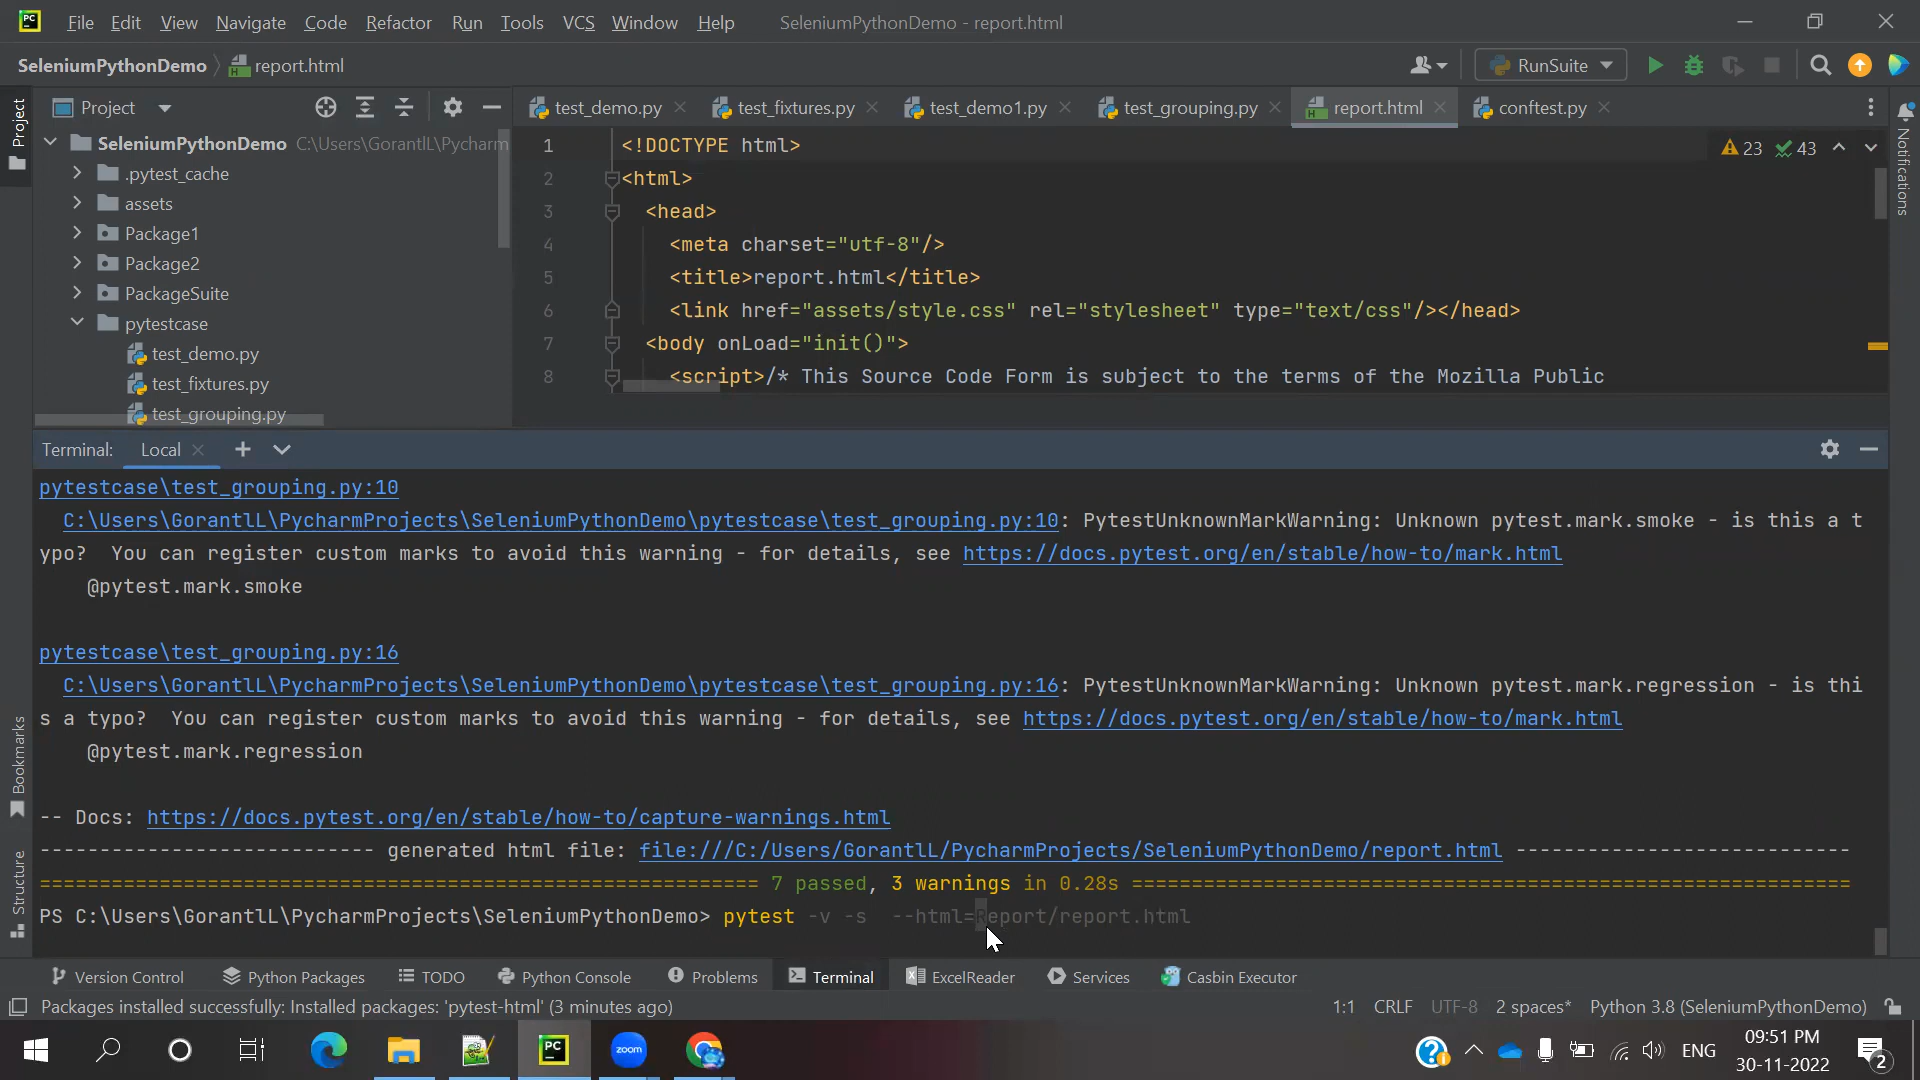 PC File Edit View Navigate Code Refactor Run Tools VCS Window Help SeleniumPythonDemo - report.html
SeleniumPythonDemo report.html RunSuite
Project
Project
test_demo.py test_fixtures.py test_demo1.py test_grouping.py report.html conftest.py
SeleniumPythonDemo C:\Users\GorantlL\Pycharm
.pytest_cache
assets
Package1
Package2
PackageSuite
pytestcase
test_demo.py
test_fixtures.py
test_grouping.py
1 <!DOCTYPE html>
2 <html>
3 <head>
4 <meta charset="utf-8"/>
5 <title>report.html</title>
6 <link href="assets/style.css" rel="stylesheet" type="text/css"/></head>
7 <body onLoad="init()">
8 <script>/* This Source Code Form is subject to the terms of the Mozilla Public
23 43
Notifications
Terminal: Local
pytestcase\test_grouping.py:10
C:\Users\GorantlL\PycharmProjects\SeleniumPythonDemo\pytestcase\test_grouping.py:10: PytestUnknownMarkWarning: Unknown pytest.mark.smoke - is this a t
ypo?  You can register custom marks to avoid this warning - for details, see https://docs.pytest.org/en/stable/how-to/mark.html
@pytest.mark.smoke
pytestcase\test_grouping.py:16
C:\Users\GorantlL\PycharmProjects\SeleniumPythonDemo\pytestcase\test_grouping.py:16: PytestUnknownMarkWarning: Unknown pytest.mark.regression - is thi
s a typo?  You can register custom marks to avoid this warning - for details, see https://docs.pytest.org/en/stable/how-to/mark.html
@pytest.mark.regression
-- Docs: https://docs.pytest.org/en/stable/how-to/capture-warnings.html
---------------------------- generated html file: file:///C:/Users/GorantlL/PycharmProjects/SeleniumPythonDemo/report.html ----------------------------
============================================================ 7 passed, 3 warnings in 0.28s ============================================================
PS C:\Users\GorantlL\PycharmProjects\SeleniumPythonDemo> pytest -v -s  --html=Report/report.html
Bookmarks
Structure
Version Control Python Packages TODO Python Console Problems Terminal ExcelReader Services Casbin Executor
Packages installed successfully: Installed packages: 'pytest-html' (3 minutes ago) 1:1 CRLF UTF-8 2 spaces* Python 3.8 (SeleniumPythonDemo)
PC zoom ENG 09:51 PM
30-11-2022 2